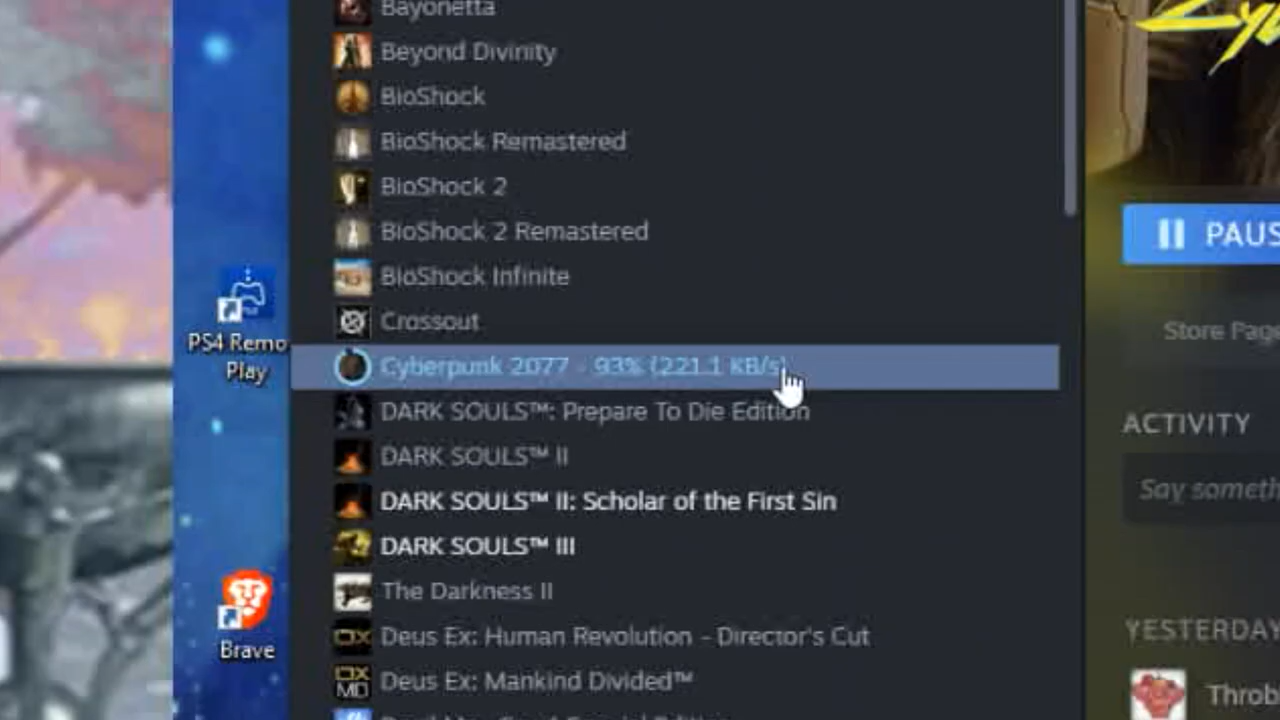 Bayonetta
Beyond Divinity
BioShock
BioShock Remastered
BioShock 2
BioShock 2 Remastered
BioShock Infinite
Crossout
Cyberpunk 2077 - 93% (221.1 KB/s)
DARK SOULS™: Prepare To Die Edition
DARK SOULS™ II
DARK SOULS™ II: Scholar of the First Sin
DARK SOULS™ III
The Darkness II
Deus Ex: Human Revolution - Director's Cut
Deus Ex: Mankind Divided™
PS4 Remo
Play
Brave
PAUS
Store Page
ACTIVITY
Say someth
YESTERDAY
Throb